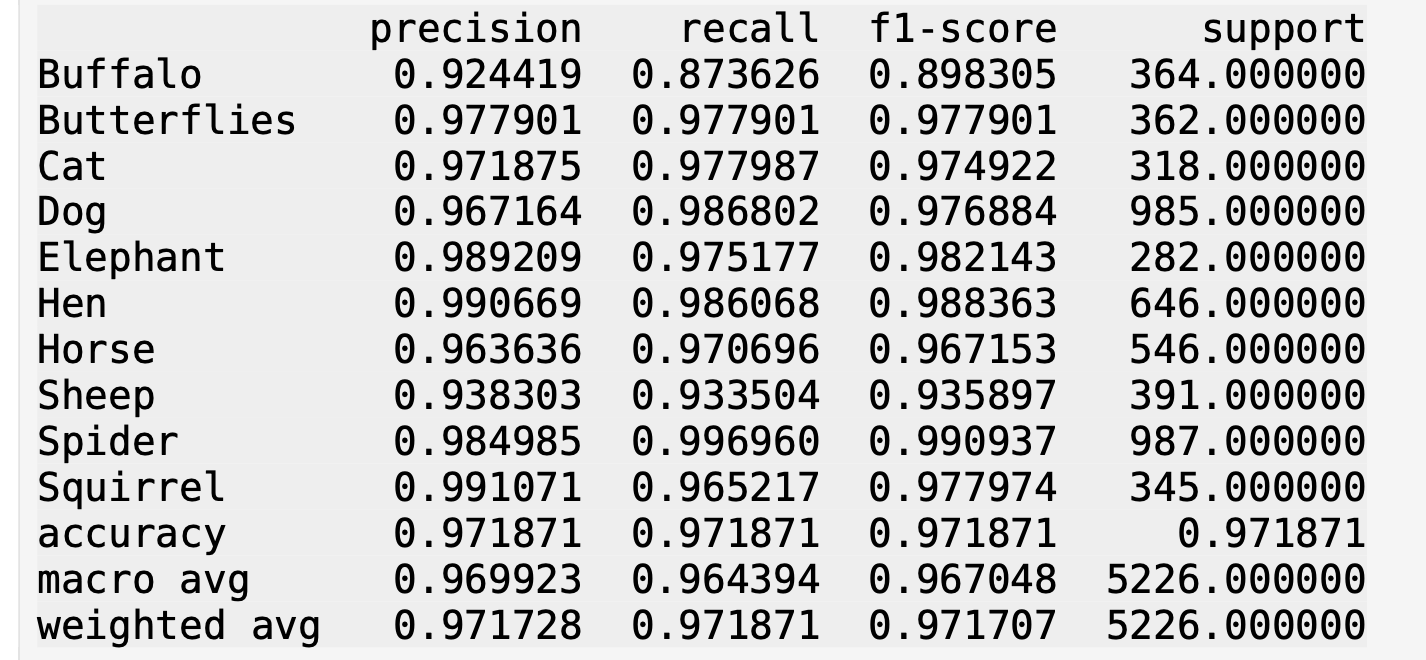 precision recall f1-score support
Buffalo 0.924419 0.873626 0.898305 364.000000
Butterflies 0.977901 0.977901 0.977901 362.000000
Cat 0.971875 0.977987 0.974922 318.000000
Dog 0.967164 0.986802 0.976884 985.000000
Elephant 0.989209 0.975177 0.982143 282.000000
Hen 0.990669 0.986068 0.988363 646.000000
Horse 0.963636 0.970696 0.967153 546.000000
Sheep 0.938303 0.933504 0.935897 391.000000
Spider 0.984985 0.996960 0.990937 987.000000
Squirrel 0.991071 0.965217 0.977974 345.000000
accuracy 0.971871 0.971871 0.971871 0.971871
macro avg 0.969923 0.964394 0.967048 5226.000000
weighted avg 0.971728 0.971871 0.971707 5226.000000